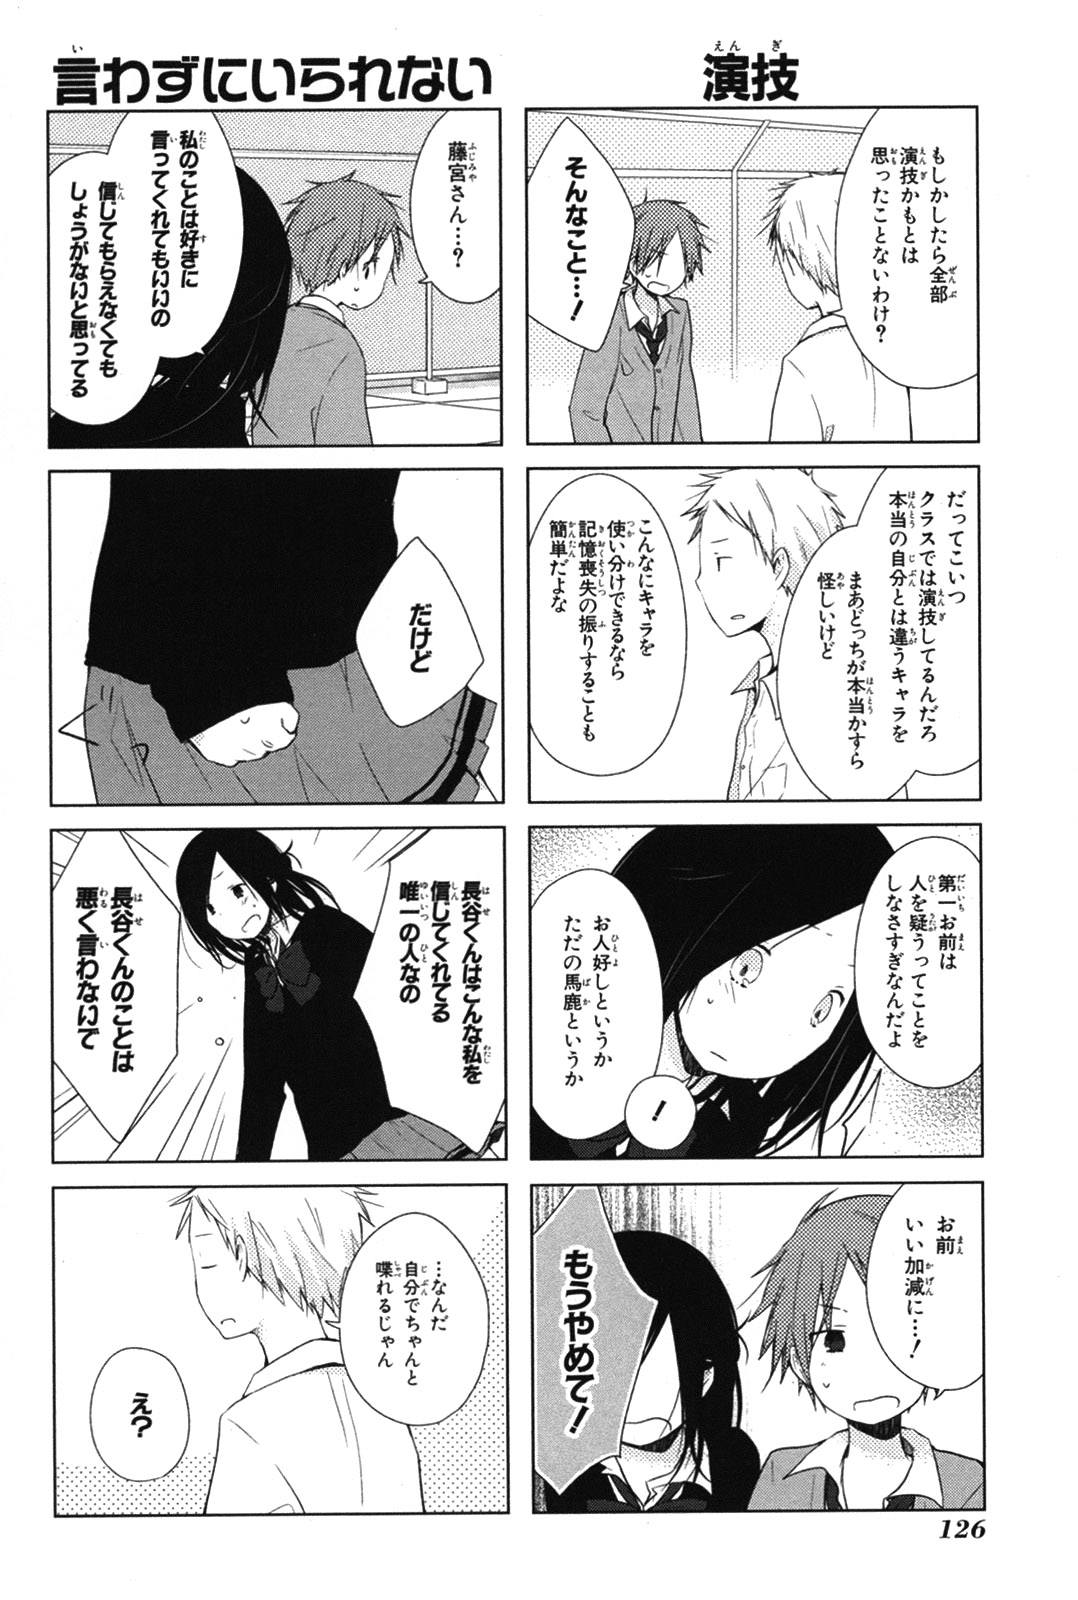 演技
もしかしたら全部
演技かもとは
思ったことないわけ?
そんなこと…!
だってこいつ
クラスでは演技してるんだろ
本当の自分とは違うキャラを
まあどっちが本当かすら
怪しいけど
こんなにキャラを
使い分けできるなら
記憶喪失の振りすることも
簡単だよな
第一お前は
人を疑うってことを
しなさすぎなんだよ
お人好しというか
ただの馬鹿というか
!
お前
いい加減に…!
もうやめて!
言わずにいられない
藤宮さん…?
私のことは好きに
言ってくれてもいいの
信じてもらえなくても
しょうがないと思ってる
だけど
長谷くんはこんな私を
信じてくれてる
唯一の人なの
長谷くんのことは
悪く言わないで
…なんだ
自分でちゃんと
喋れるじゃん
え?
126